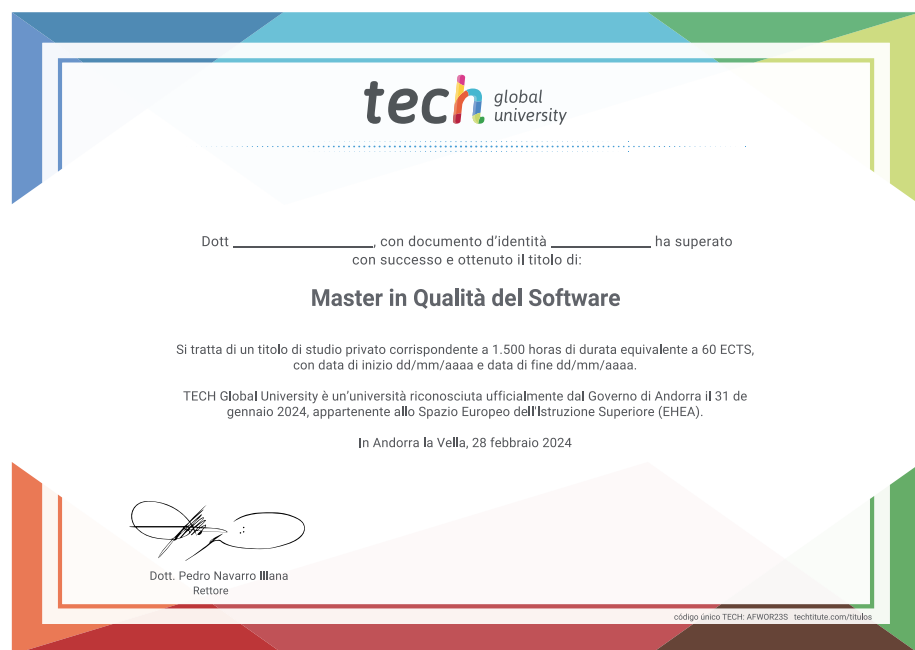 tech global
university
Dott ____________________, con documento d'identità ______________ ha superato
con successo e ottenuto il titolo di:
Master in Qualità del Software
Si tratta di un titolo di studio privato corrispondente a 1.500 horas di durata equivalente a 60 ECTS,
con data di inizio dd/mm/aaaa e data di fine dd/mm/aaaa.
TECH Global University è un'università riconosciuta ufficialmente dal Governo di Andorra il 31 de
gennaio 2024, appartenente allo Spazio Europeo dell'Istruzione Superiore (EHEA).
In Andorra la Vella, 28 febbraio 2024
Dott. Pedro Navarro Illana
Rettore
código único TECH: AFWOR23S techtitute.com/titulos